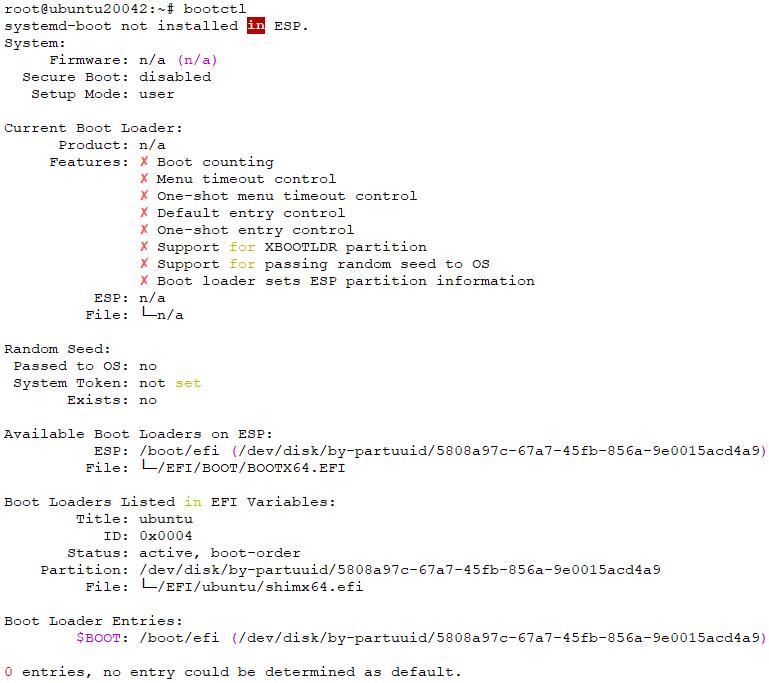 root@ubuntu20042:~# bootctl
systemd-boot not installed in ESP.
System:
     Firmware: n/a (n/a)
  Secure Boot: disabled
   Setup Mode: user

Current Boot Loader:
      Product: n/a
     Features: ✗ Boot counting
               ✗ Menu timeout control
               ✗ One-shot menu timeout control
               ✗ Default entry control
               ✗ One-shot entry control
               ✗ Support for XBOOTLDR partition
               ✗ Support for passing random seed to OS
               ✗ Boot loader sets ESP partition information
          ESP: n/a
         File: └─n/a

Random Seed:
 Passed to OS: no
 System Token: not set
       Exists: no

Available Boot Loaders on ESP:
          ESP: /boot/efi (/dev/disk/by-partuuid/5808a97c-67a7-45fb-856a-9e0015acd4a9)
         File: └─/EFI/BOOT/BOOTX64.EFI

Boot Loaders Listed in EFI Variables:
        Title: ubuntu
           ID: 0x0004
       Status: active, boot-order
    Partition: /dev/disk/by-partuuid/5808a97c-67a7-45fb-856a-9e0015acd4a9
         File: └─/EFI/ubuntu/shimx64.efi

Boot Loader Entries:
        $BOOT: /boot/efi (/dev/disk/by-partuuid/5808a97c-67a7-45fb-856a-9e0015acd4a9)

0 entries, no entry could be determined as default.